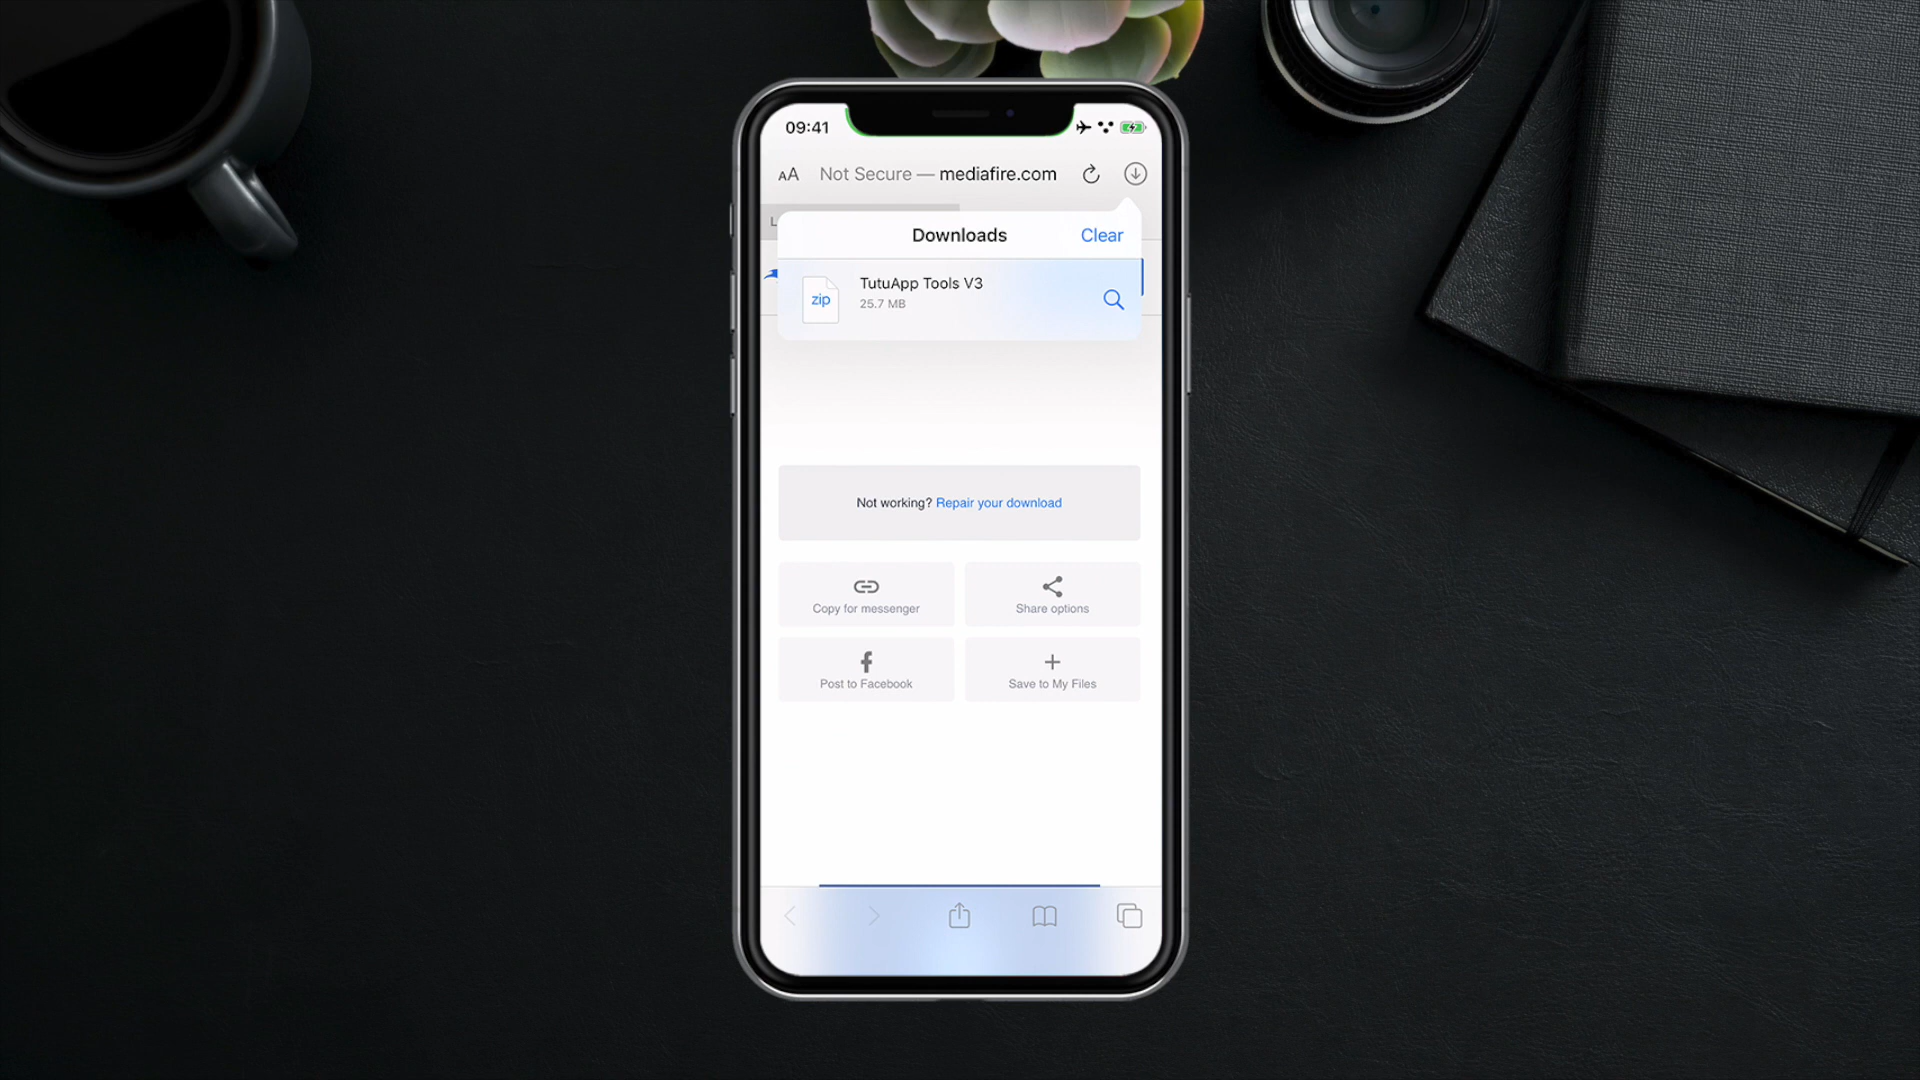 09:41
AA Not Secure — mediafire.com
L
Downloads
Clear
zip
TutuApp Tools V3
25.7 MB
Not working? Repair your download
Copy for messenger
Share options
Post to Facebook
Save to My Files